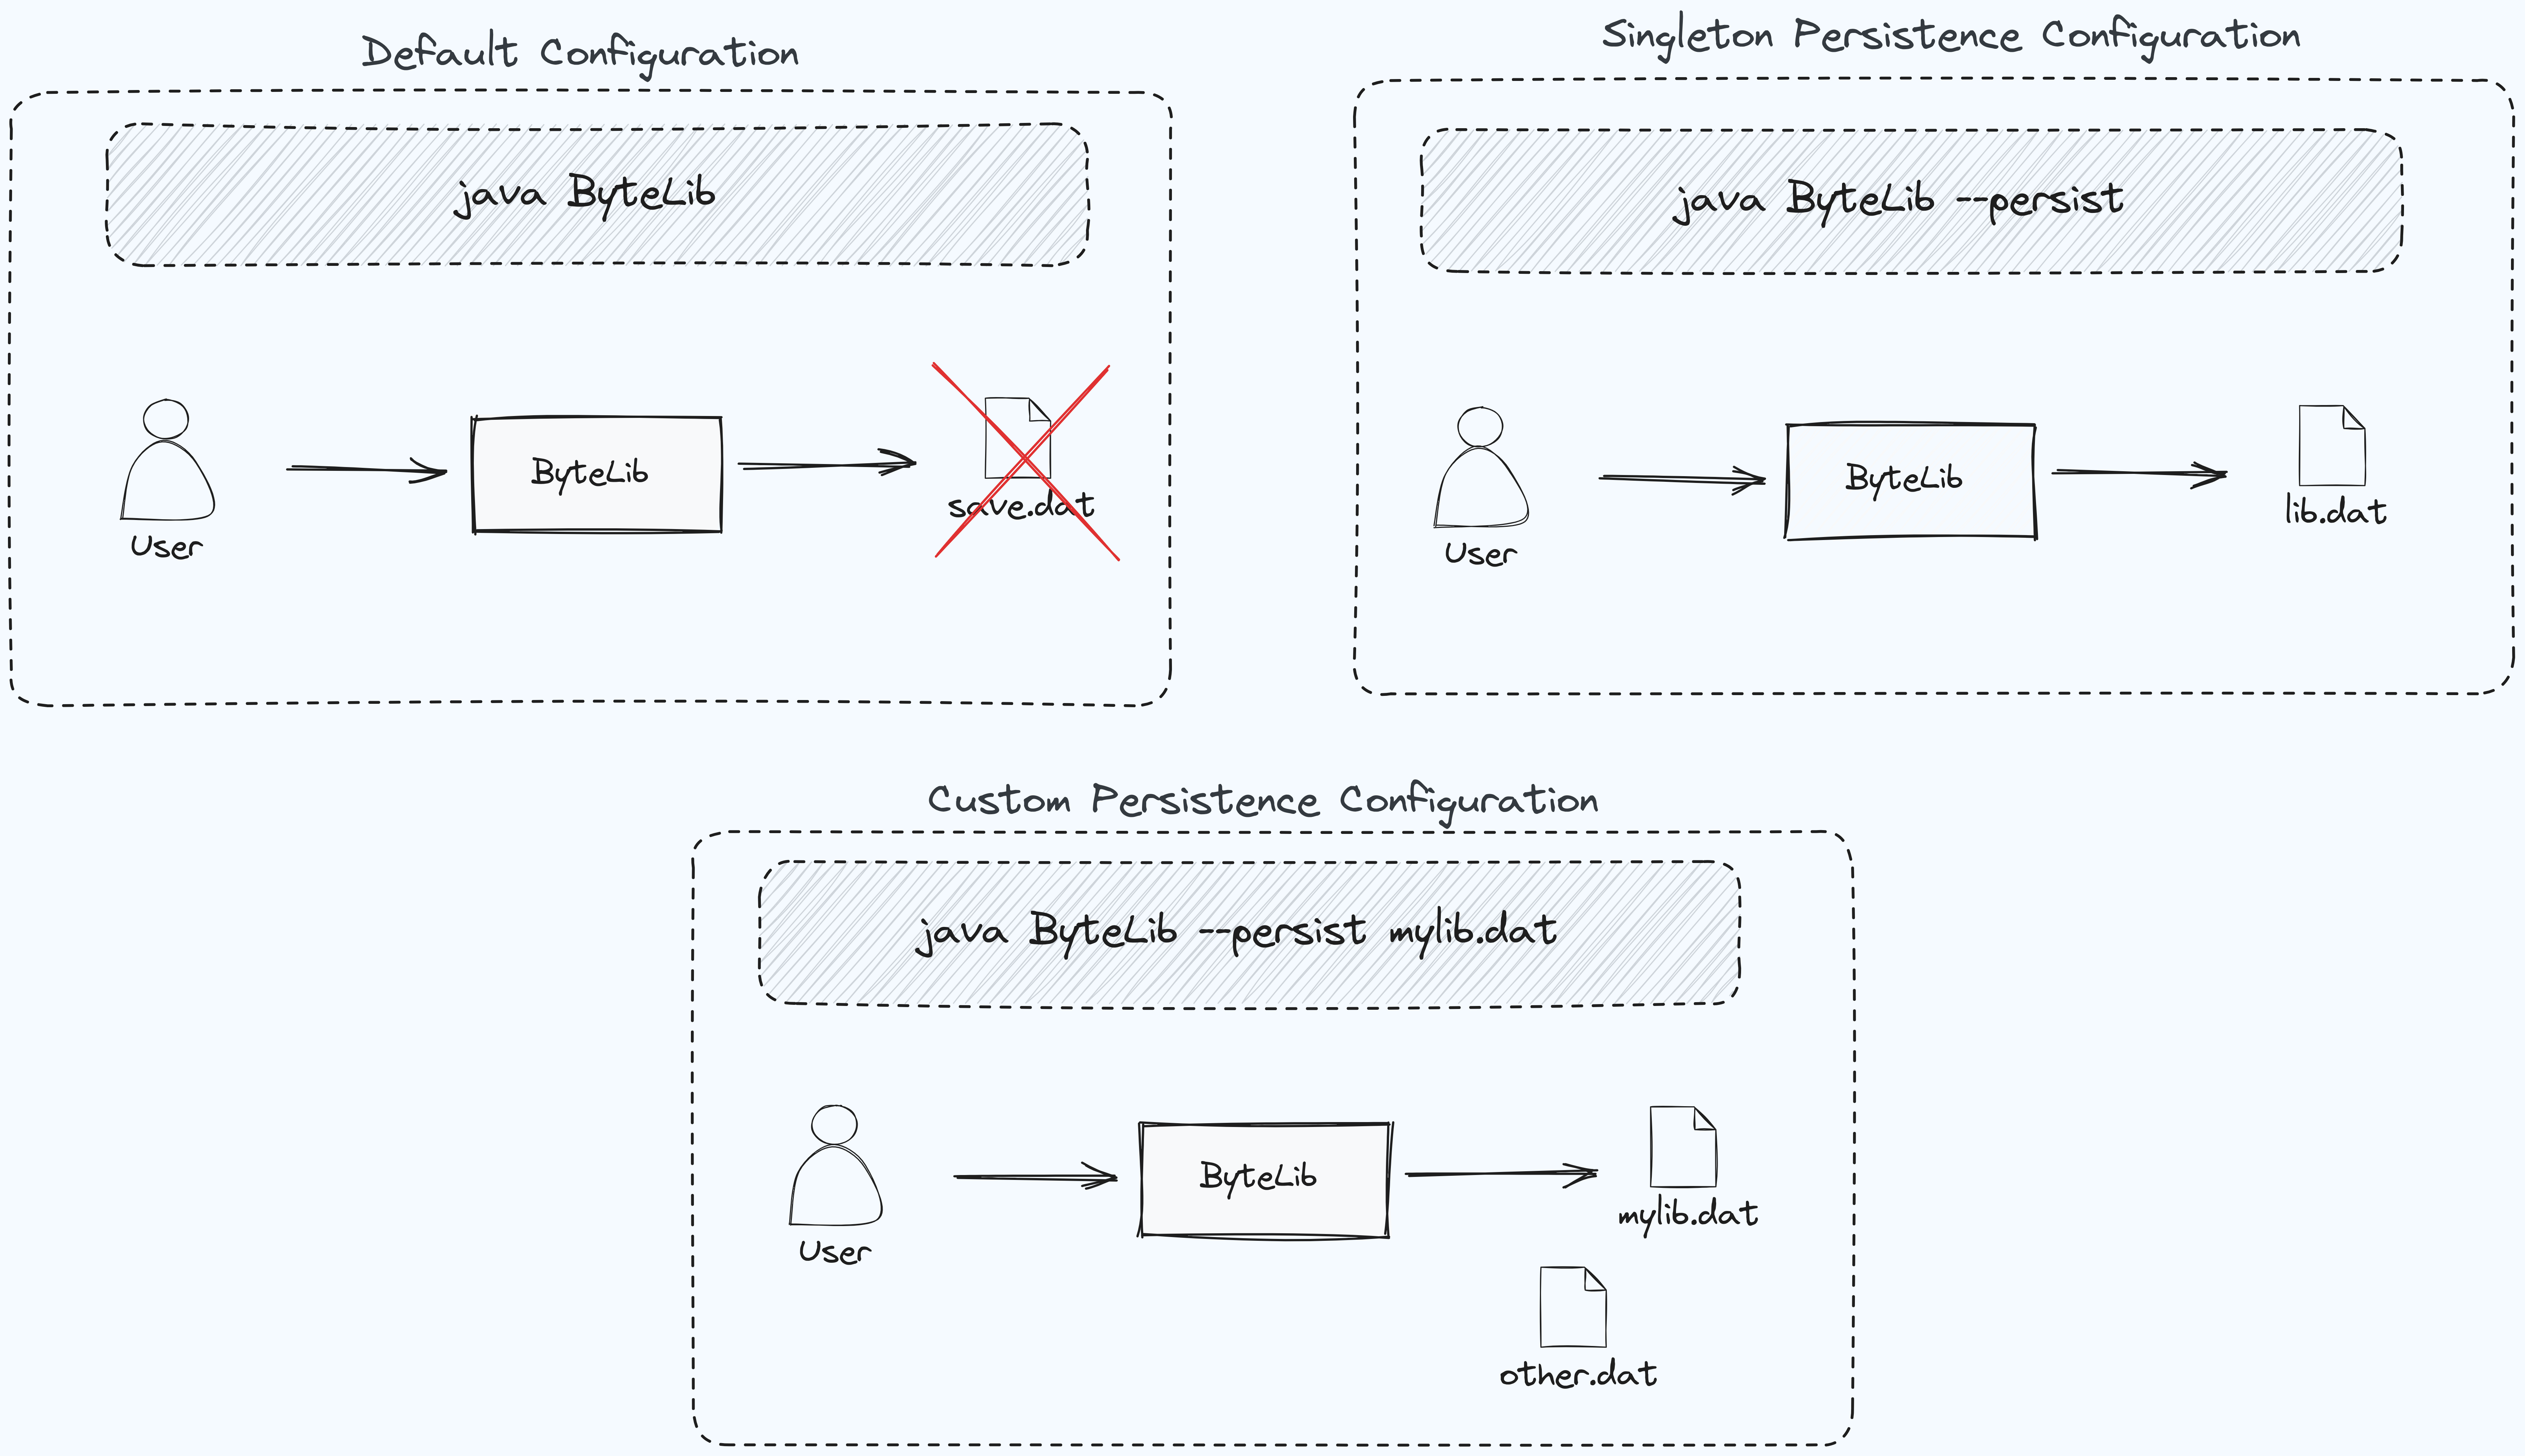 Default Configuration
java ByteLib
User
ByteLib
save.dat
Singleton Persistence Configuration
java ByteLib --persist
User
ByteLib
lib.dat
Custom Persistence Configuration
java ByteLib --persist mylib.dat
User
ByteLib
mylib.dat
other.dat